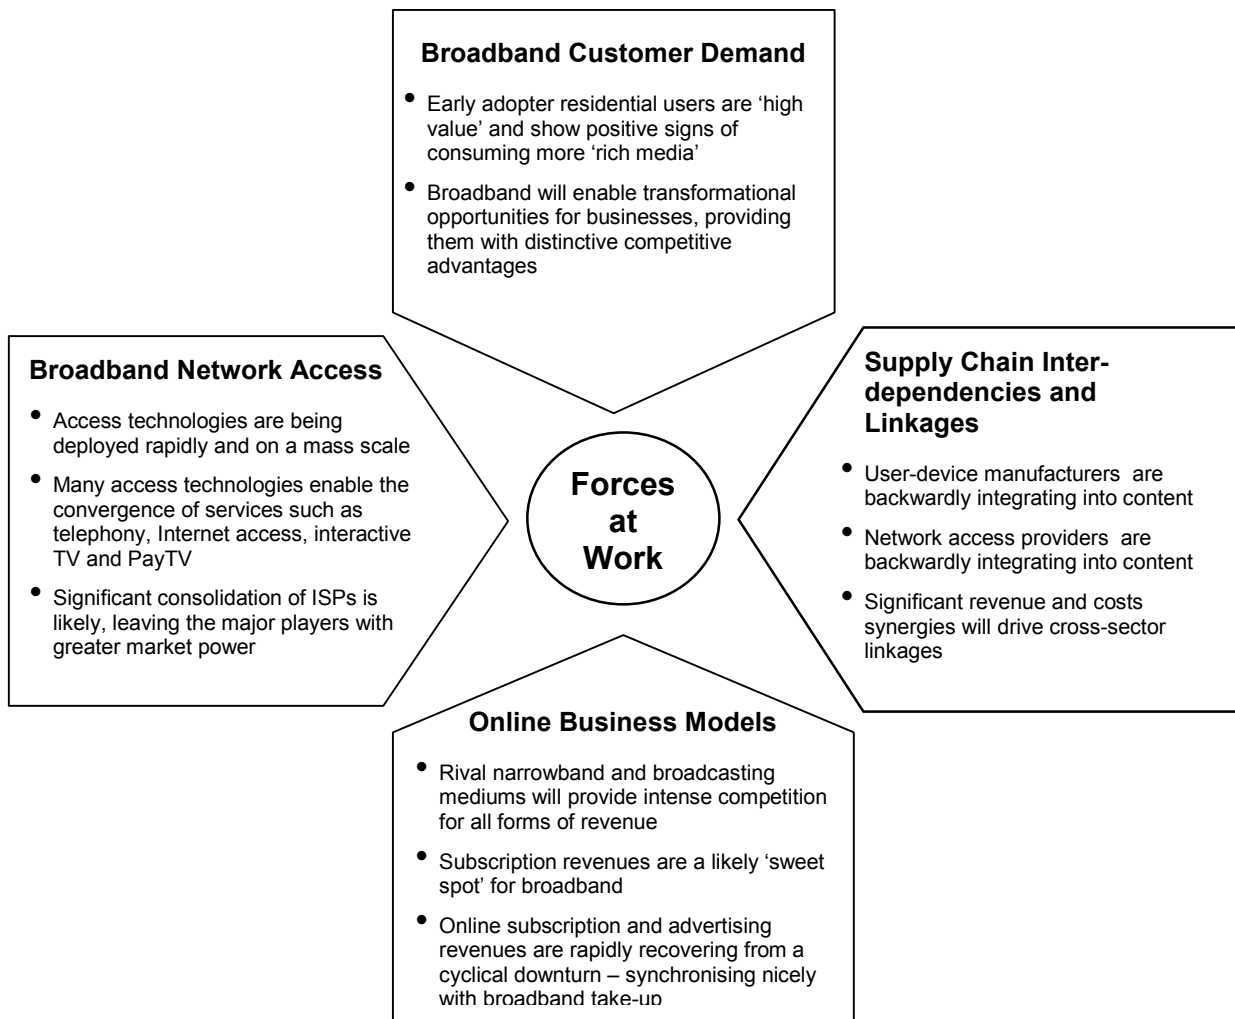 Broadband Customer Demand
• Early adopter residential users are ‘high
value’ and show positive signs of
consuming more ‘rich media’
• Broadband will enable transformational
opportunities for businesses, providing
them with distinctive competitive
advantages
Broadband Network Access
• Access technologies are being
deployed rapidly and on a mass scale
• Many access technologies enable the
convergence of services such as
telephony, Internet access, interactive
TV and PayTV
• Significant consolidation of ISPs is
likely, leaving the major players with
greater market power
Forces
at
Work
Supply Chain Inter-
dependencies and
Linkages
• User-device manufacturers are
backwardly integrating into content
• Network access providers are
backwardly integrating into content
• Significant revenue and costs
synergies will drive cross-sector
linkages
Online Business Models
• Rival narrowband and broadcasting
mediums will provide intense competition
for all forms of revenue
• Subscription revenues are a likely ‘sweet
spot’ for broadband
• Online subscription and advertising
revenues are rapidly recovering from a
cyclical downturn – synchronising nicely
with broadband take-up